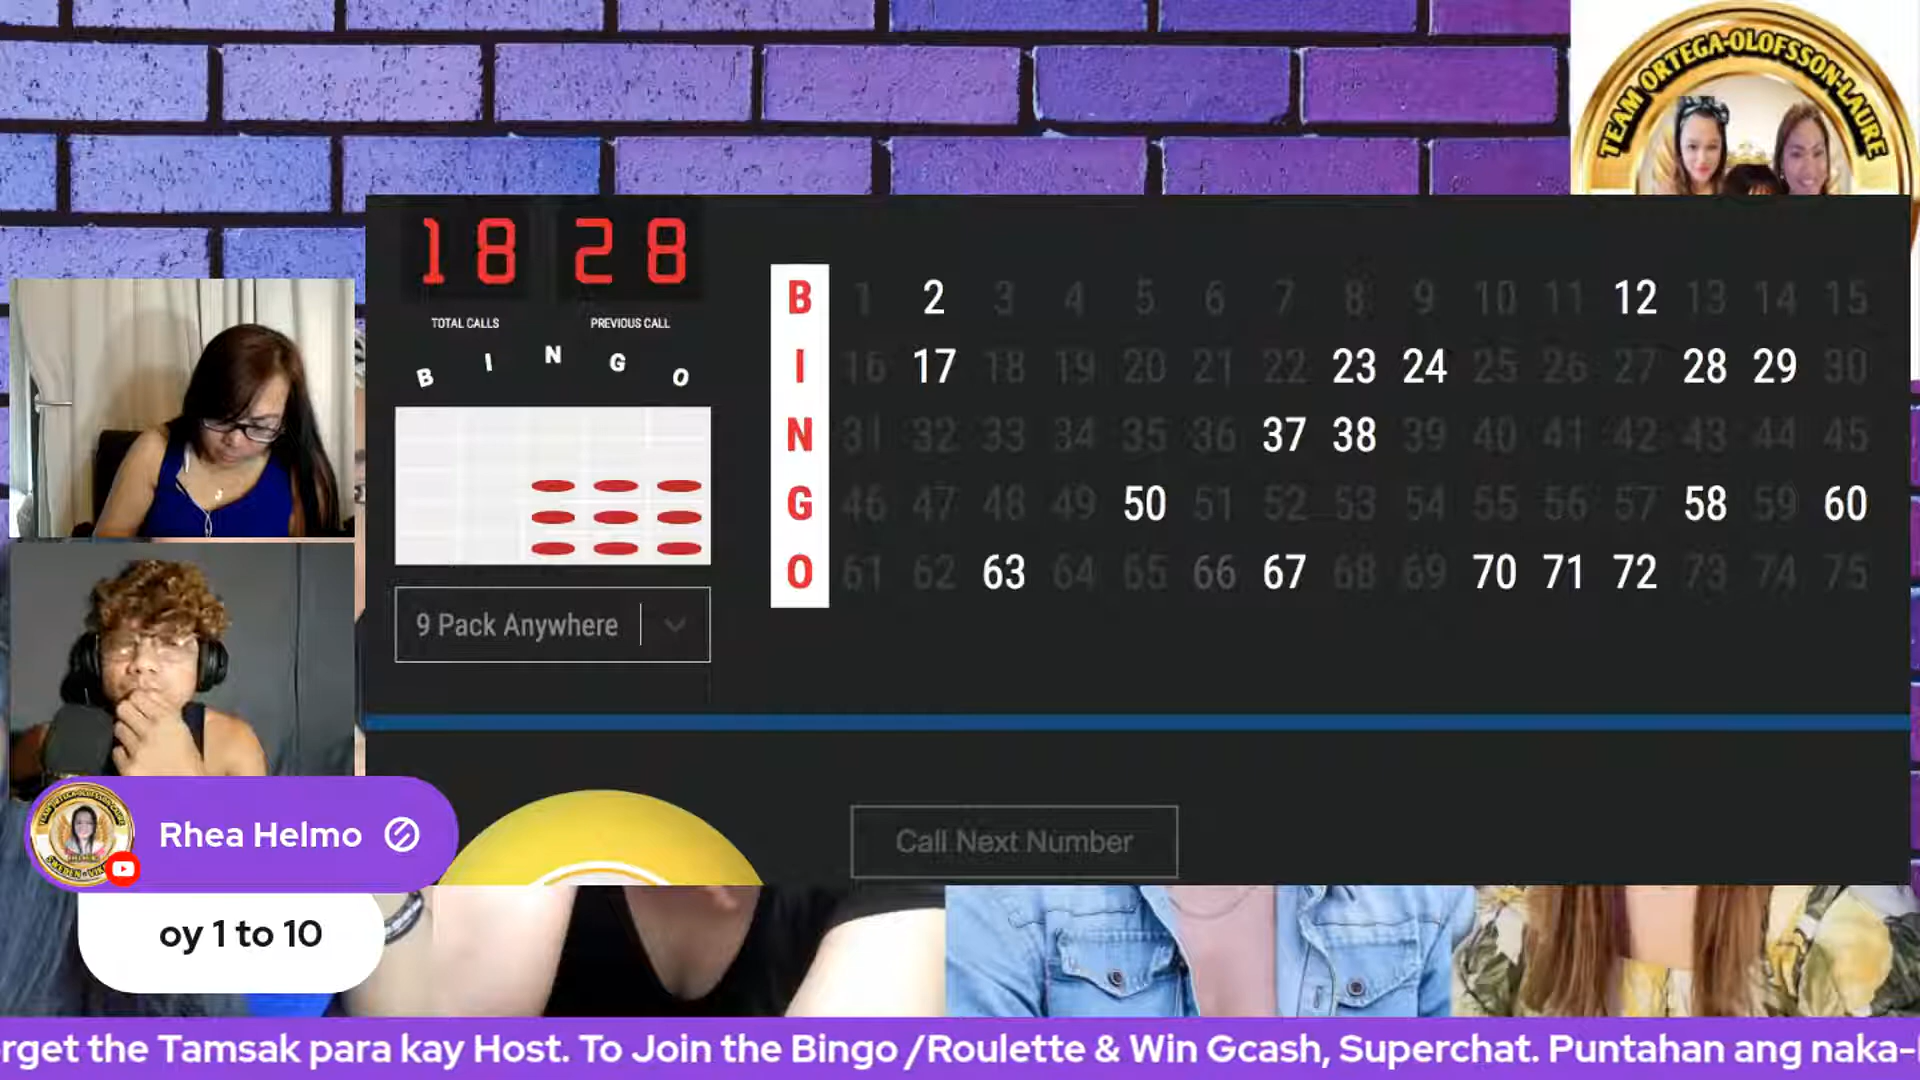 TEAM ORTEGA-OLOFSSON-LAURE
18 28
TOTAL CALLS PREVIOUS CALL
B I N G O
9 Pack Anywhere
B 1 2 3 4 5 6 7 8 9 10 11 12 13 14 15
I 16 17 18 19 20 21 22 23 24 25 26 27 28 29 30
N 31 32 33 34 35 36 37 38 39 40 41 42 43 44 45
G 46 47 48 49 50 51 52 53 54 55 56 57 58 59 60
O 61 62 63 64 65 66 67 68 69 70 71 72 73 74 75
Call Next Number
Rhea Helmo
oy 1 to 10
rget the Tamsak para kay Host. To Join the Bingo /Roulette & Win Gcash, Superchat. Puntahan ang naka-